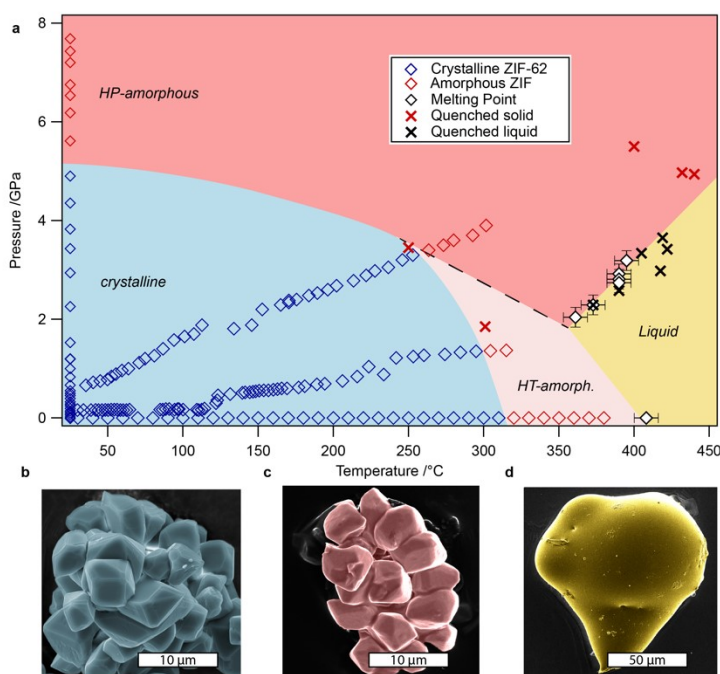 a
8
6
4
2
0
Pressure /GPa
HP-amorphous
Crystalline ZIF-62
Amorphous ZIF
Melting Point
Quenched solid
Quenched liquid
crystalline
HT-amorph.
Liquid
50 100 150 200 250 300 350 400 450
Temperature /°C
b
c
d
10 µm
10 µm
50 µm